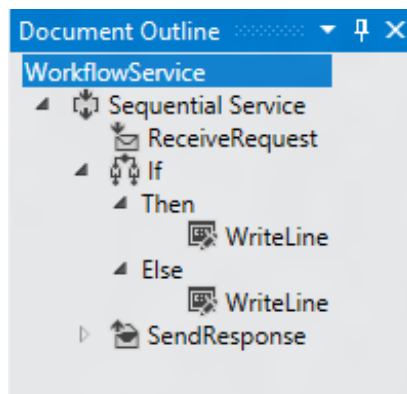 Document Outline
WorkflowService
Sequential Service
ReceiveRequest
If
Then
WriteLine
Else
WriteLine
SendResponse